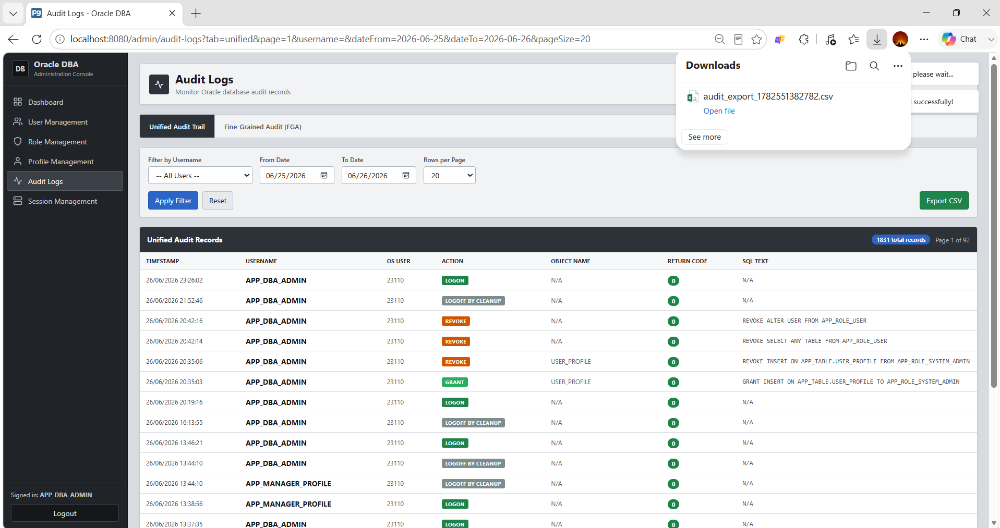 Audit Logs - Oracle DBA
localhost:8080/admin/audit-logs?tab=unified&page=1&username=&dateFrom=2026-06-25&dateTo=2026-06-26&pageSize=20
Chat
DB
Oracle DBA
Administration Console
Dashboard
User Management
Role Management
Profile Management
Audit Logs
Session Management
Signed in: APP_DBA_ADMIN
Logout
Audit Logs
Monitor Oracle database audit records
Downloads
audit_export_1782551382782.csv
Open file
See more
please wait...
successfully!
Unified Audit Trail
Fine-Grained Audit (FGA)
Filter by Username
From Date
To Date
Rows per Page
-- All Users --
06/25/2026
06/26/2026
20
Apply Filter
Reset
Export CSV
Unified Audit Records
1831 total records
Page 1 of 92
TIMESTAMP USERNAME OS USER ACTION OBJECT NAME RETURN CODE SQL TEXT
26/06/2026 23:26:02 APP_DBA_ADMIN 23110 LOGON N/A 0 N/A
26/06/2026 21:52:46 APP_DBA_ADMIN 23110 LOGOFF BY CLEANUP N/A 0 N/A
26/06/2026 20:42:16 APP_DBA_ADMIN 23110 REVOKE N/A 0 REVOKE ALTER USER FROM APP_ROLE_USER
26/06/2026 20:42:14 APP_DBA_ADMIN 23110 REVOKE N/A 0 REVOKE SELECT ANY TABLE FROM APP_ROLE_USER
26/06/2026 20:35:06 APP_DBA_ADMIN 23110 REVOKE USER_PROFILE 0 REVOKE INSERT ON APP_TABLE.USER_PROFILE FROM APP_ROLE_SYSTEM_ADMIN
26/06/2026 20:35:03 APP_DBA_ADMIN 23110 GRANT USER_PROFILE 0 GRANT INSERT ON APP_TABLE.USER_PROFILE TO APP_ROLE_SYSTEM_ADMIN
26/06/2026 20:19:16 APP_DBA_ADMIN 23110 LOGON N/A 0 N/A
26/06/2026 16:13:55 APP_DBA_ADMIN 23110 LOGOFF BY CLEANUP N/A 0 N/A
26/06/2026 13:46:21 APP_DBA_ADMIN 23110 LOGON N/A 0 N/A
26/06/2026 13:44:10 APP_DBA_ADMIN 23110 LOGOFF BY CLEANUP N/A 0 N/A
26/06/2026 13:44:10 APP_MANAGER_PROFILE 23110 LOGOFF BY CLEANUP N/A 0 N/A
26/06/2026 13:38:56 APP_MANAGER_PROFILE 23110 LOGON N/A 0 N/A
26/06/2026 13:37:35 APP_DBA_ADMIN 23110 LOGON N/A 0 N/A